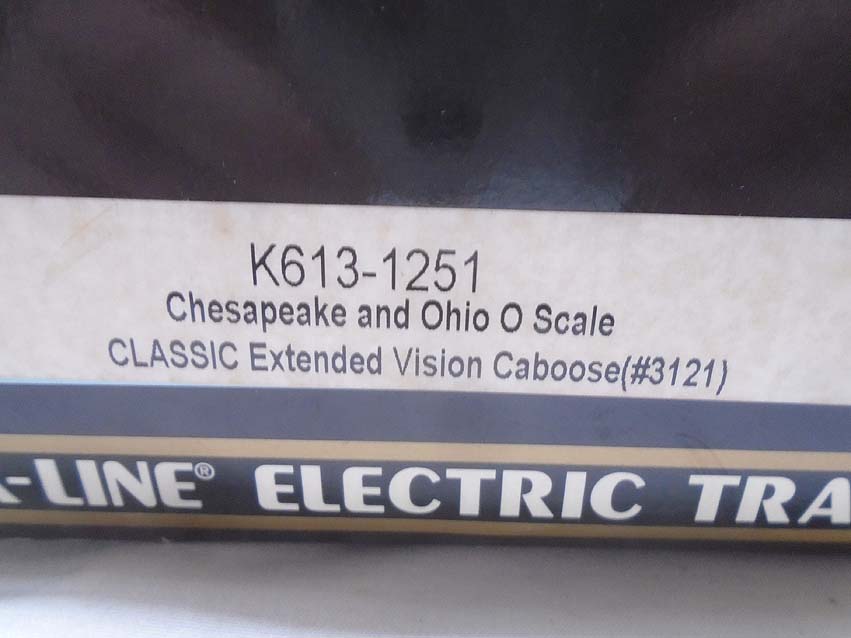 K613-1251
Chesapeake and Ohio O Scale
CLASSIC Extended Vision Caboose(#3121)
-LINE® ELECTRIC TRA